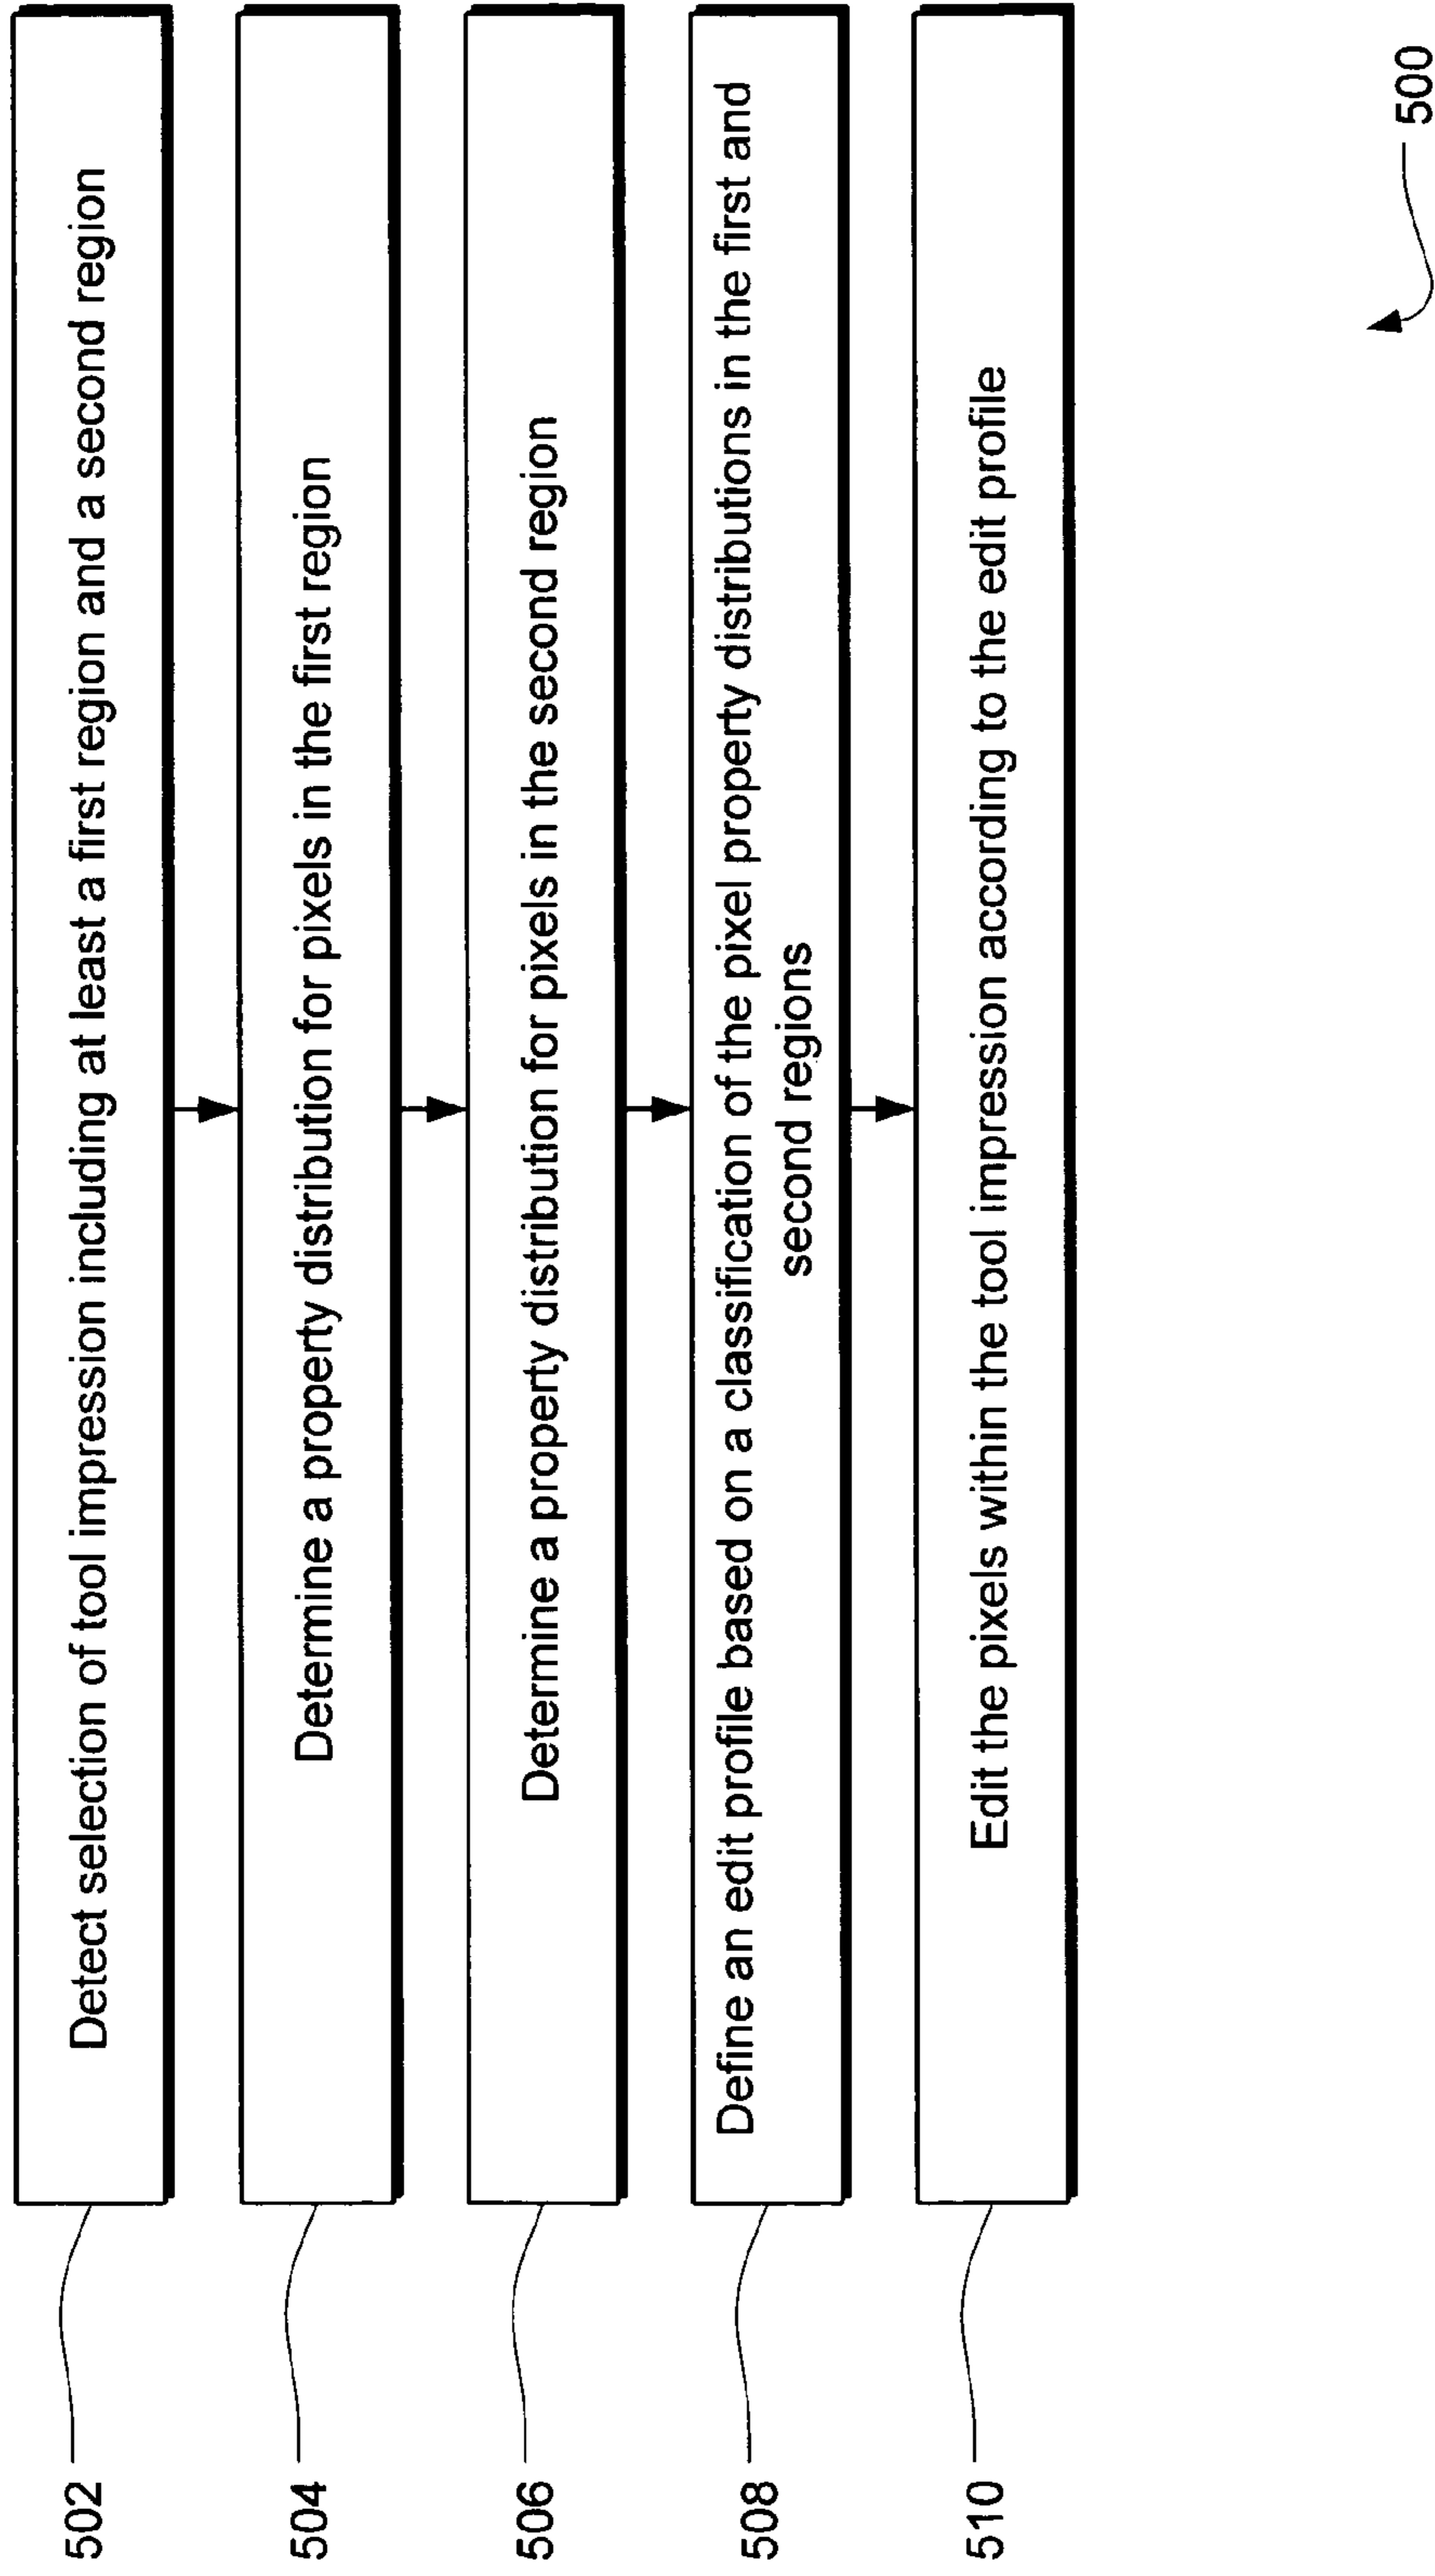 502
Detect selection of tool impression including at least a first region and a second region
504
Determine a property distribution for pixels in the first region
506
Determine a property distribution for pixels in the second region
508
Define an edit profile based on a classification of the pixel property distributions in the first and
second regions
510
Edit the pixels within the tool impression according to the edit profile
500